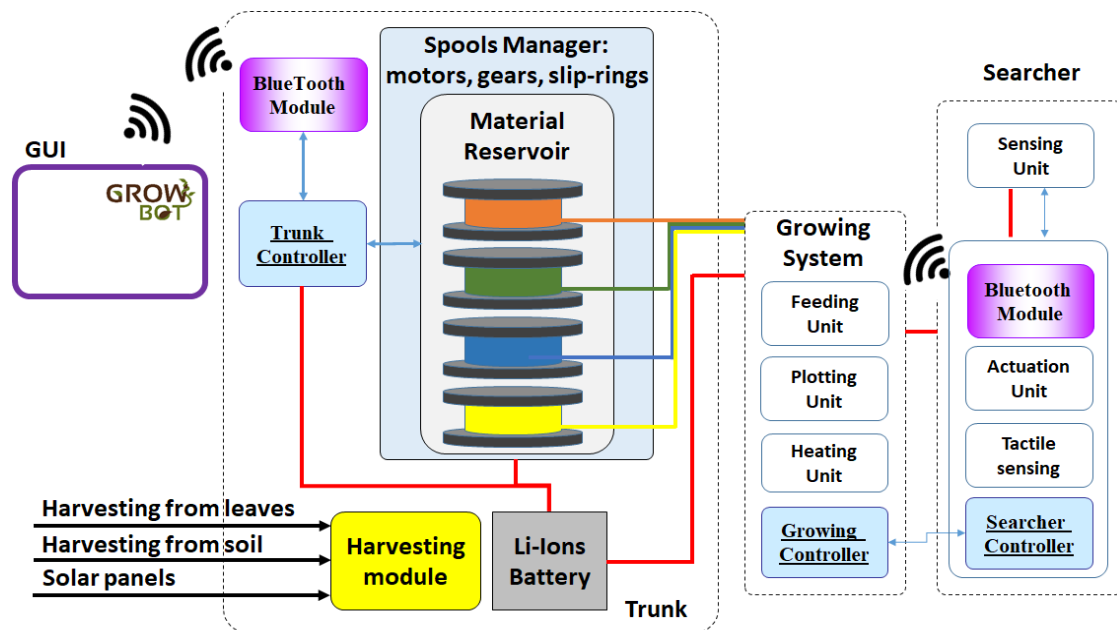 GUI
GROW
BOT
BlueTooth
Module
Trunk
Controller
Spools Manager:
motors, gears, slip-rings
Material
Reservoir
Harvesting from leaves
Harvesting from soil
Solar panels
Harvesting
module
Li-Ions
Battery
Trunk
Growing
System
Feeding
Unit
Plotting
Unit
Heating
Unit
Growing
Controller
Searcher
Sensing
Unit
Bluetooth
Module
Actuation
Unit
Tactile
sensing
Searcher
Controller